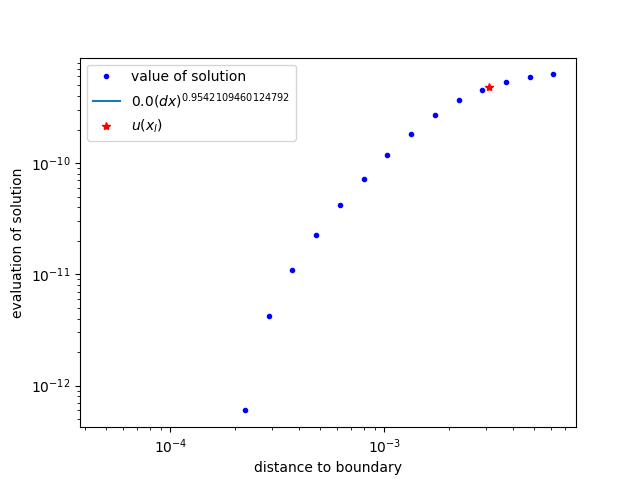 value of solution
0.0(dx)^0.9542109460124792
u(x_l)
evaluation of solution
10^−10
10^−11
10^−12
10^−4
10^−3
distance to boundary